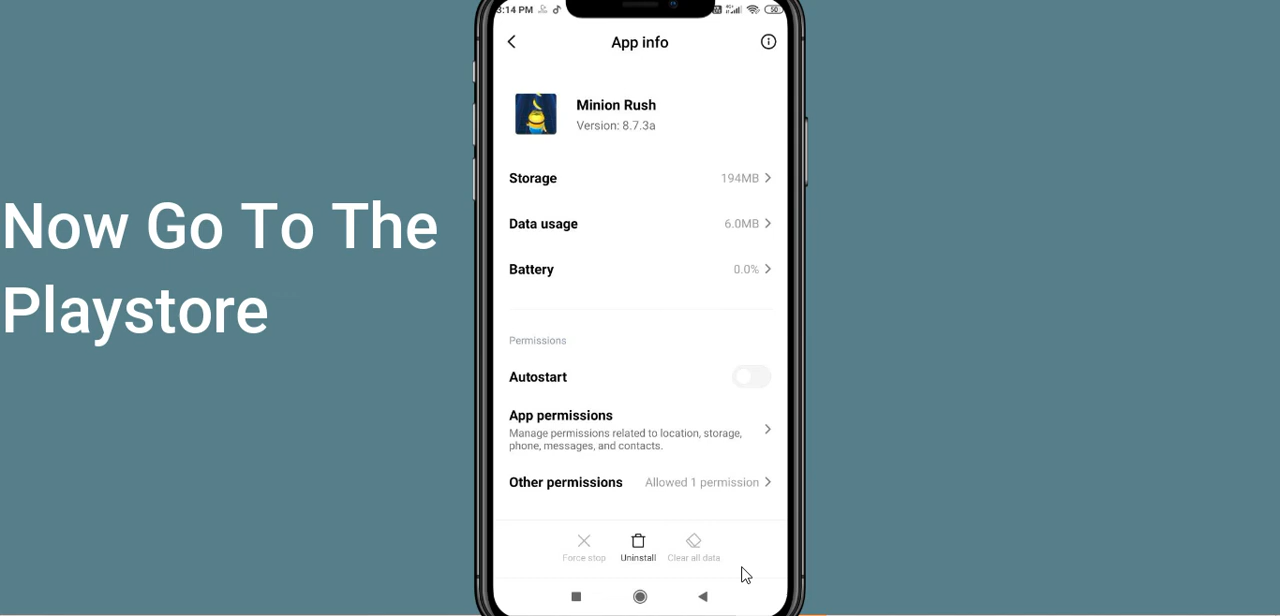 3:14 PM
App info
Minion Rush
Version: 8.7.3a
Storage 194MB
Data usage 6.0MB
Battery 0.0%
Now Go To The
Playstore
Permissions
Autostart
App permissions
Manage permissions related to location, storage,
phone, messages, and contacts.
Other permissions Allowed 1 permission
Force stop Uninstall Clear all data